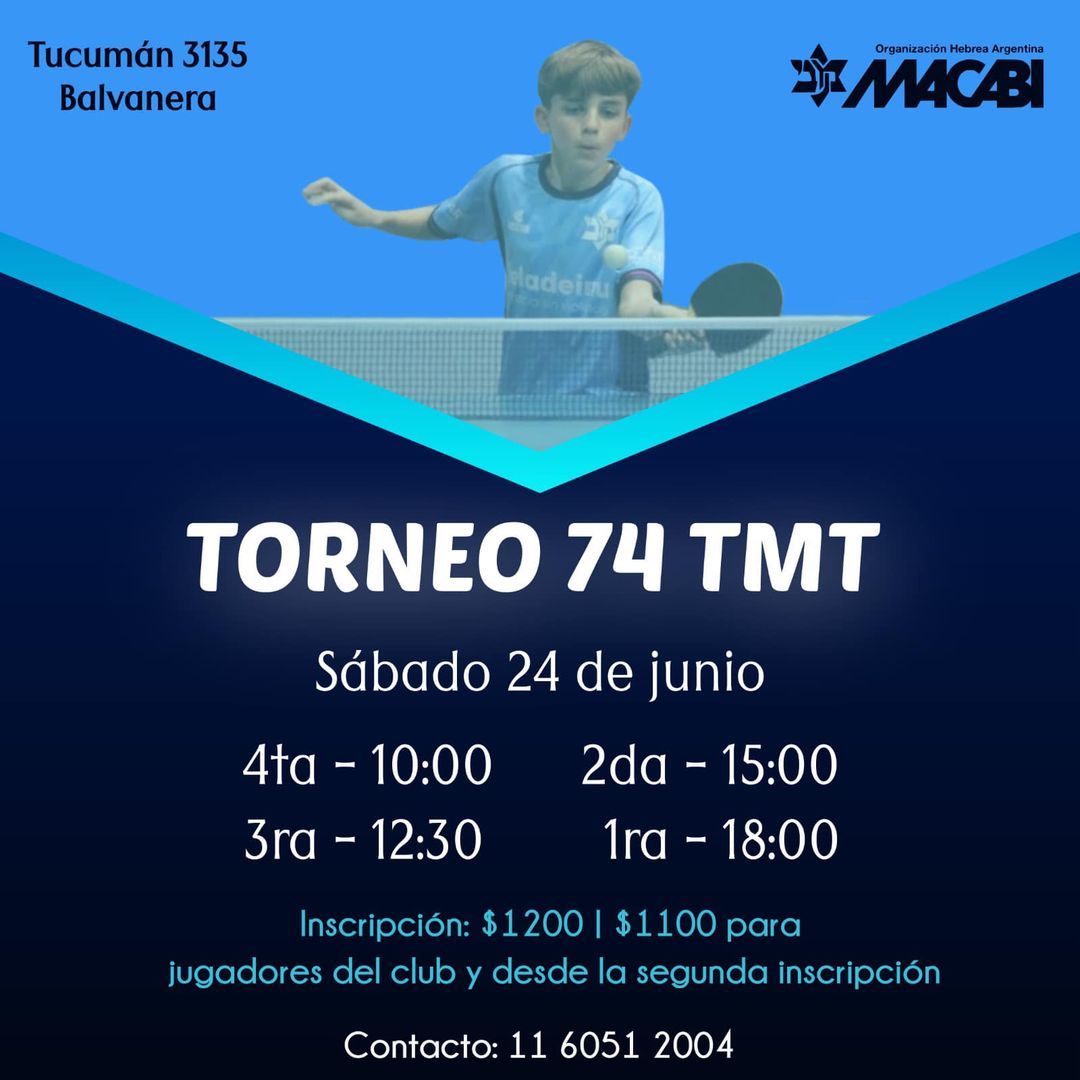 Tucumán 3135
Balvanera
Organización Hebrea Argentina
MACABI
TORNEO 74 TMT
Sábado 24 de junio
4ta - 10:00
2da - 15:00
3ra - 12:30
1ra - 18:00
Inscripción: $1200 | $1100 para
jugadores del club y desde la segunda inscripción
Contacto: 11 6051 2004